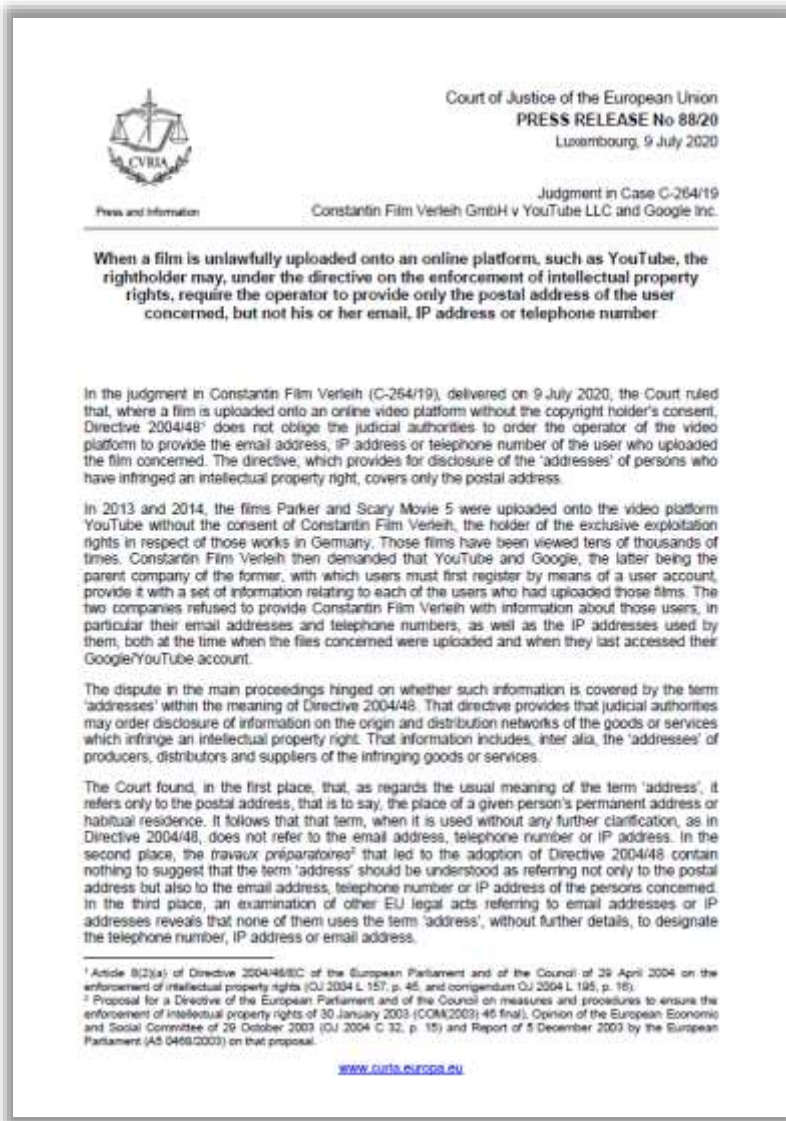 Court of Justice of the European Union
PRESS RELEASE No 88/20
Luxembourg, 9 July 2020
CVRIA
Judgment in Case C-264/19
Press and Information
Constantin Film Verleih GmbH v YouTube LLC and Google Inc.
When a film is unlawfully uploaded onto an online platform, such as YouTube, the
rightholder may, under the directive on the enforcement of intellectual property
rights, require the operator to provide only the postal address of the user
concerned, but not his or her email, IP address or telephone number
In the judgment in Constantin Film Verleih (C-264/19), delivered on 9 July 2020, the Court ruled
that, where a film is uploaded onto an online video platform without the copyright holder's consent,
Directive 2004/48¹ does not oblige the judicial authorities to order the operator of the video
platform to provide the email address, IP address or telephone number of the user who uploaded
the film concerned. The directive, which provides for disclosure of the 'addresses' of persons who
have infringed an intellectual property right, covers only the postal address.
In 2013 and 2014, the films Parker and Scary Movie 5 were uploaded onto the video platform
YouTube without the consent of Constantin Film Verleih, the holder of the exclusive exploitation
rights in respect of those works in Germany. Those films have been viewed tens of thousands of
times. Constantin Film Verleih then demanded that YouTube and Google, the latter being the
parent company of the former, with which users must first register by means of a user account,
provide it with a set of information relating to each of the users who had uploaded those films. The
two companies refused to provide Constantin Film Verleih with information about those users, in
particular their email addresses and telephone numbers, as well as the IP addresses used by
them, both at the time when the files concerned were uploaded and when they last accessed their
Google/YouTube account.
The dispute in the main proceedings hinged on whether such information is covered by the term
'addresses' within the meaning of Directive 2004/48. That directive provides that judicial authorities
may order disclosure of information on the origin and distribution networks of the goods or services
which infringe an intellectual property right. That information includes, inter alia, the 'addresses' of
producers, distributors and suppliers of the infringing goods or services.
The Court found, in the first place, that, as regards the usual meaning of the term 'address', it
refers only to the postal address, that is to say, the place of a given person's permanent address or
habitual residence. It follows that that term, when it is used without any further clarification, as in
Directive 2004/48, does not refer to the email address, telephone number or IP address. In the
second place, the travaux préparatoires² that led to the adoption of Directive 2004/48 contain
nothing to suggest that the term 'address' should be understood as referring not only to the postal
address but also to the email address, telephone number or IP address of the persons concerned.
In the third place, an examination of other EU legal acts referring to email addresses or IP
addresses reveals that none of them uses the term 'address', without further details, to designate
the telephone number, IP address or email address.
¹ Article 8(2)(a) of Directive 2004/48/EC of the European Parliament and of the Council of 29 April 2004 on the
enforcement of intellectual property rights (OJ 2004 L 157, p. 45, and corrigendum OJ 2004 L 195, p. 16).
² Proposal for a Directive of the European Parliament and of the Council on measures and procedures to ensure the
enforcement of intellectual property rights of 30 January 2003 (COM(2003) 46 final), Opinion of the European Economic
and Social Committee of 29 October 2003 (OJ 2004 C 32, p. 15) and Report of 5 December 2003 by the European
Parliament (A5 0468/2003) on that proposal.
www.curia.europa.eu